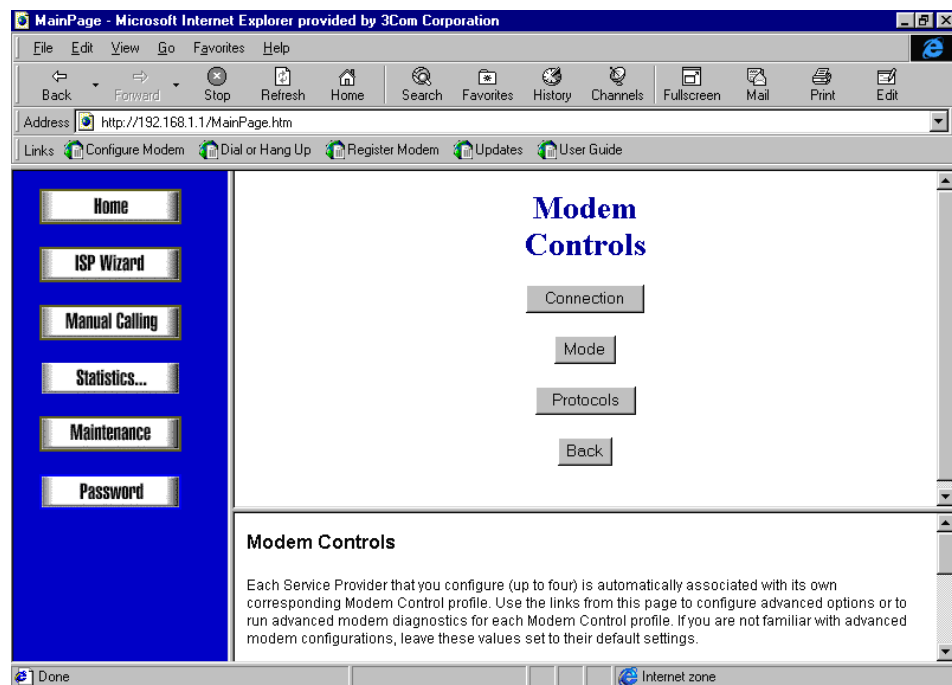 MainPage - Microsoft Internet Explorer provided by 3Com Corporation
File Edit View Go Favorites Help
Back Forward Stop Refresh Home Search Favorites History Channels Fullscreen Mail Print Edit
Address http://192.168.1.1/MainPage.htm
Links Configure Modem Dial or Hang Up Register Modem Updates User Guide
Home
ISP Wizard
Manual Calling
Statistics...
Maintenance
Password
Modem
Controls
Connection
Mode
Protocols
Back
Modem Controls
Each Service Provider that you configure (up to four) is automatically associated with its own
corresponding Modem Control profile. Use the links from this page to configure advanced options or to
run advanced modem diagnostics for each Modem Control profile. If you are not familiar with advanced
modem configurations, leave these values set to their default settings.
Done Internet zone